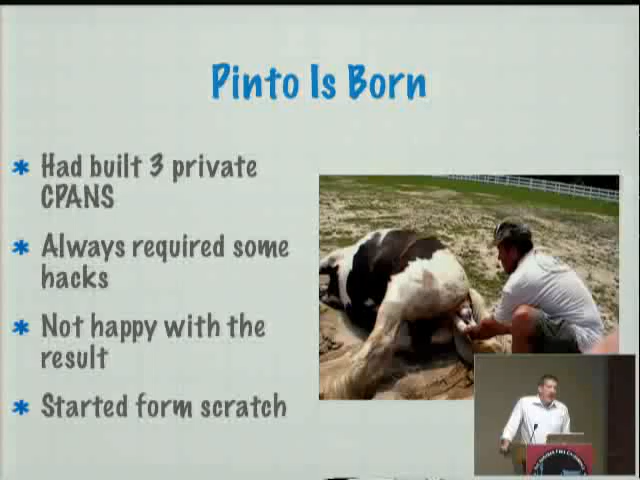 Pinto Is Born
* Had built 3 private
CPANS
* Always required some
hacks
* Not happy with the
result
* Started form scratch